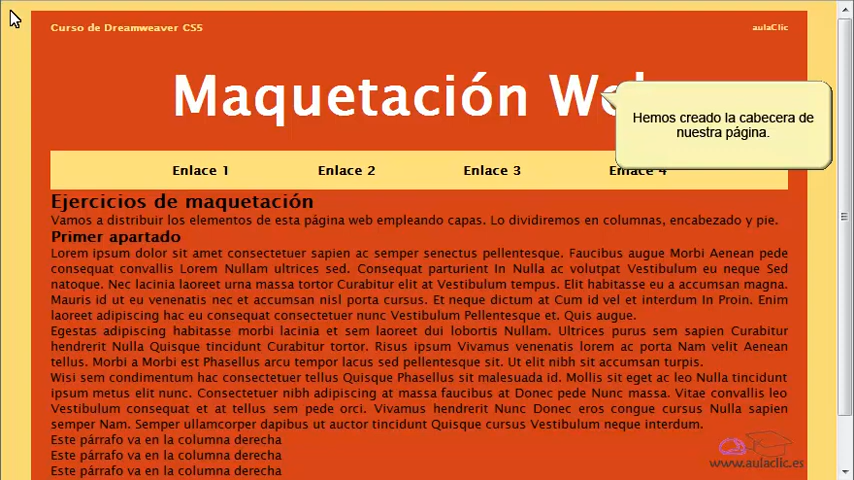 Curso de Dreamweaver CS5
aulaClic
Maquetación We
Hemos creado la cabecera de
nuestra página.
Enlace 1
Enlace 2
Enlace 3
Enlace 4
Ejercicios de maquetación
Vamos a distribuir los elementos de esta página web empleando capas. Lo dividiremos en columnas, encabezado y pie.
Primer apartado
Lorem ipsum dolor sit amet consectetuer sapien ac semper senectus pellentesque. Faucibus augue Morbi Aenean pede
consequat convallis Lorem Nullam ultrices sed. Consequat parturient In Nulla ac volutpat Vestibulum eu neque Sed
natoque. Nec lacinia laoreet urna massa tortor Curabitur elit at Vestibulum tempus. Elit habitasse eu a accumsan magna.
Mauris id ut eu venenatis nec et accumsan nisl porta cursus. Et neque dictum at Cum id vel et interdum In Proin. Enim
laoreet adipiscing hac eu consequat consectetuer nunc Vestibulum Pellentesque et. Quis augue.
Egestas adipiscing habitasse morbi lacinia et sem laoreet dui lobortis Nullam. Ultrices purus sem sapien Curabitur
hendrerit Nulla Quisque tincidunt Curabitur tortor. Risus ipsum Vivamus venenatis lorem ac porta Nam velit Aenean
tellus. Morbi a Morbi est Phasellus arcu tempor lacus sed pellentesque sit. Ut elit nibh sit accumsan turpis.
Wisi sem condimentum hac consectetuer tellus Quisque Phasellus sit malesuada id. Mollis sit eget ac leo Nulla tincidunt
ipsum metus elit nunc. Consectetuer nibh adipiscing at massa faucibus at Donec pede Nunc massa. Vitae convallis leo
Vestibulum consequat et at tellus sem pede orci. Vivamus hendrerit Nunc Donec eros congue cursus Nulla sapien
semper Nam. Semper ullamcorper dapibus ut auctor tincidunt Quisque cursus Vestibulum neque interdum.
Este párrafo va en la columna derecha
Este párrafo va en la columna derecha
Este párrafo va en la columna derecha
www.aulaclic.es